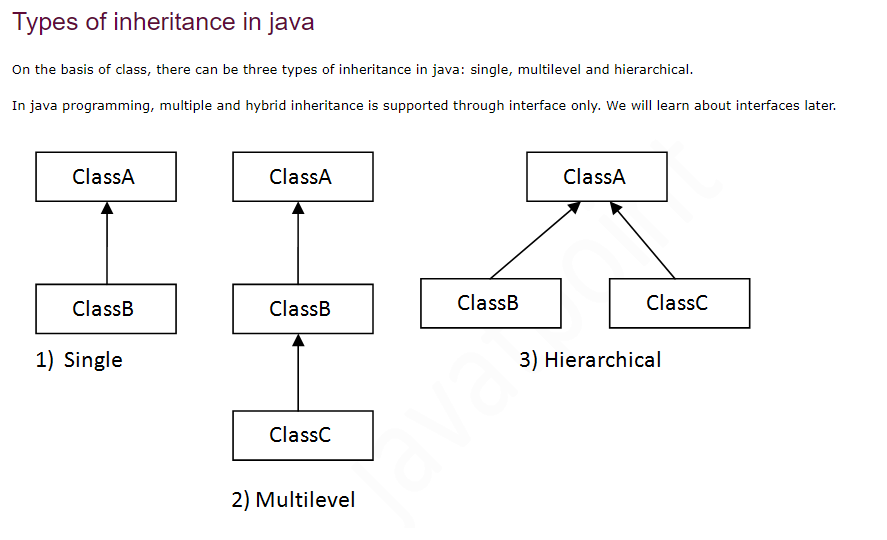 Types of inheritance in java
On the basis of class, there can be three types of inheritance in java: single, multilevel and hierarchical.
In java programming, multiple and hybrid inheritance is supported through interface only. We will learn about interfaces later.
ClassA
ClassB
1) Single
ClassA
ClassB
ClassC
2) Multilevel
ClassA
ClassB
ClassC
3) Hierarchical